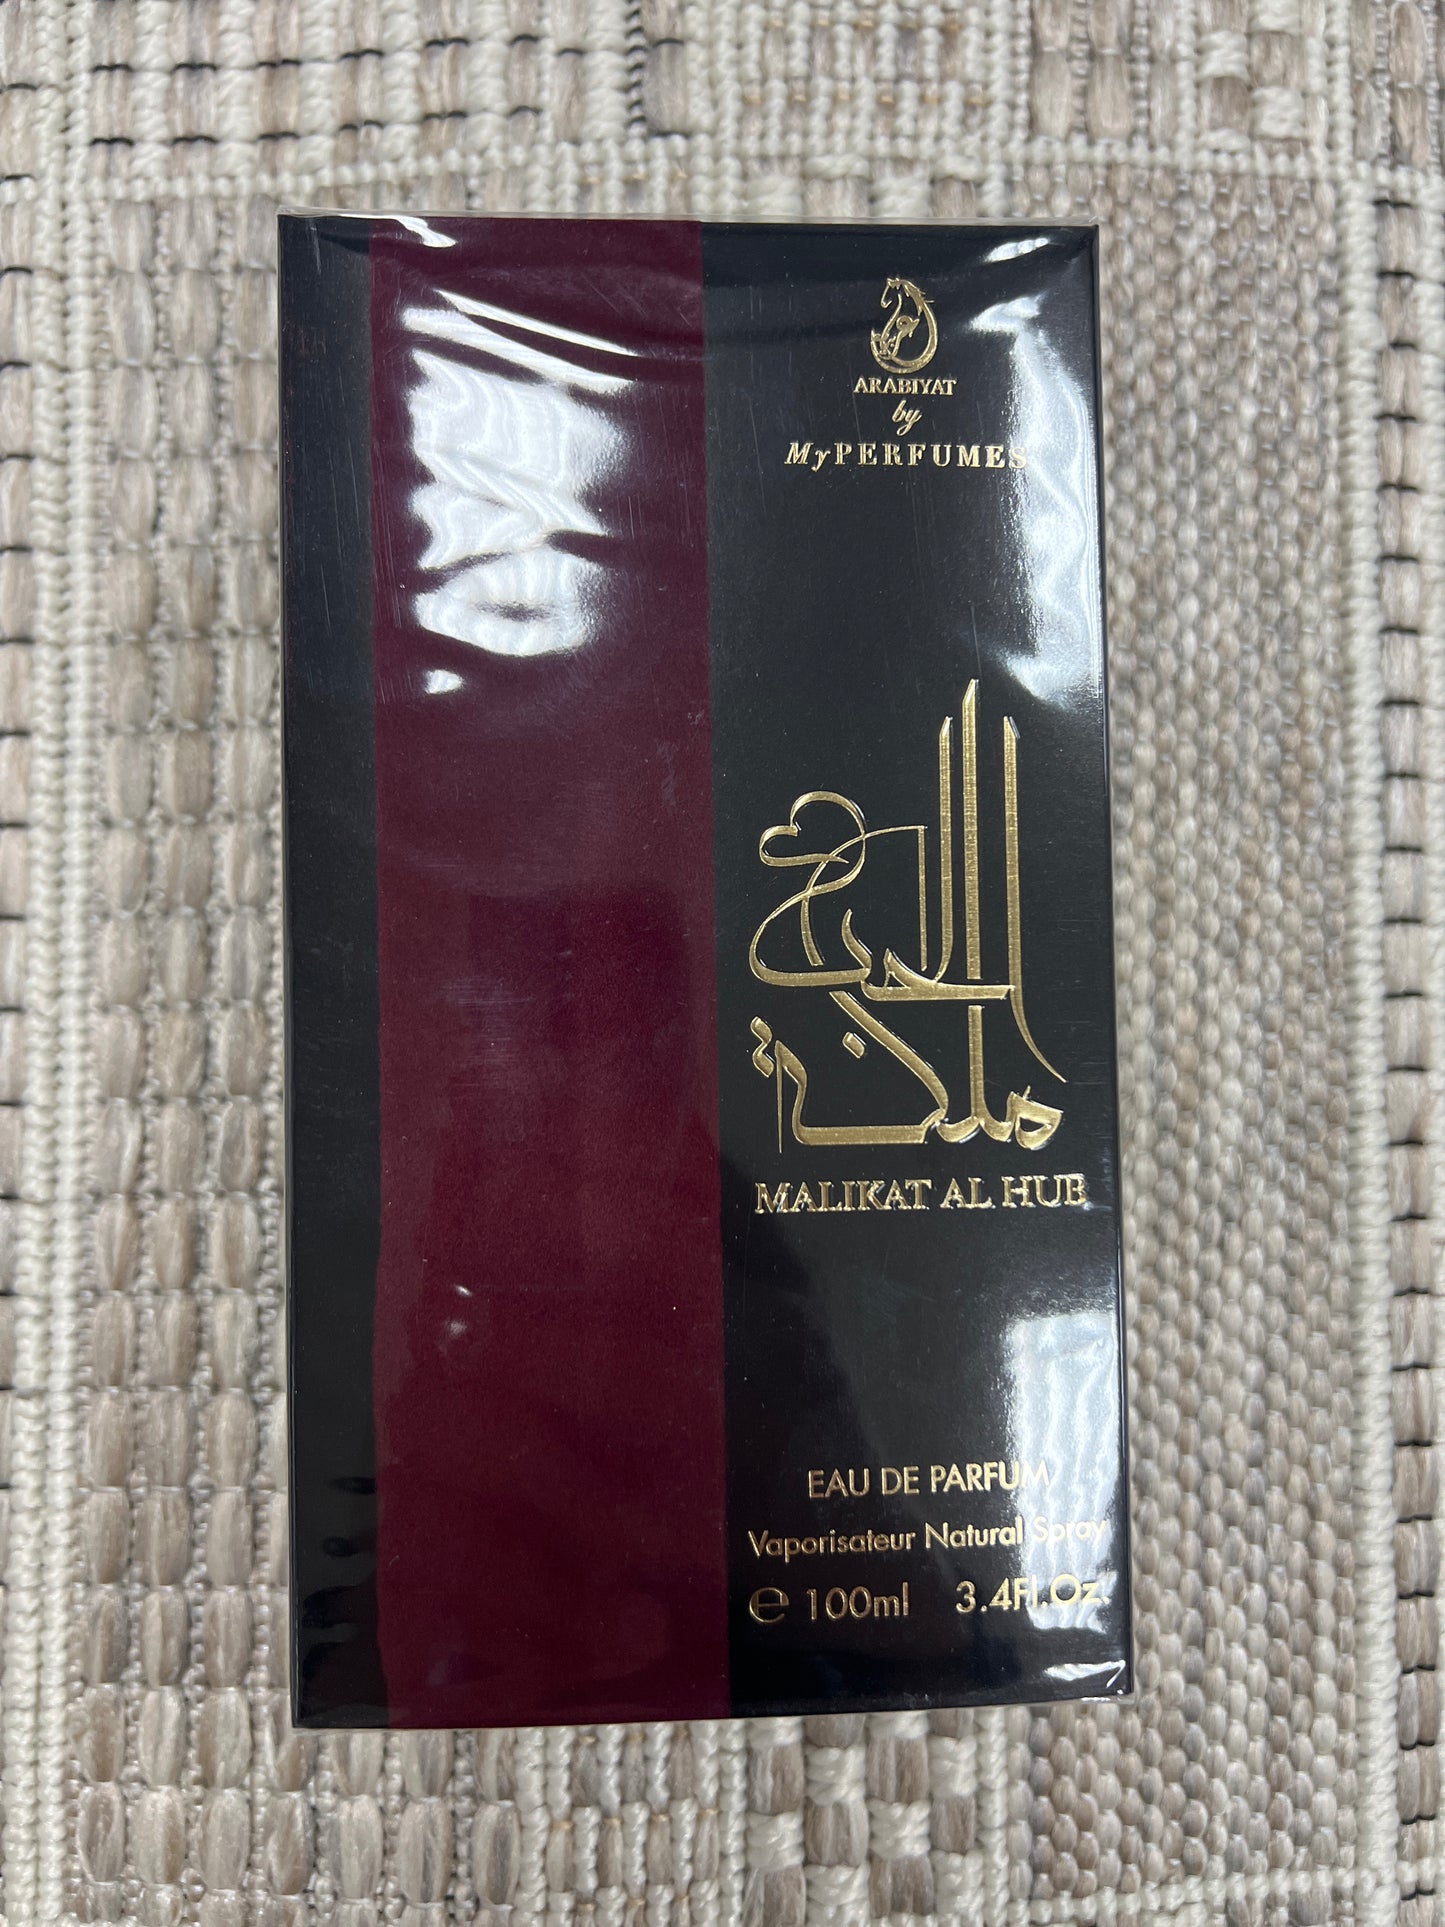 ARABIYAT
by
MyPERFUMES
ملكة الحب
MALIKAT AL HUB
EAU DE PARFUM
Vaporisateur Natural Spray
℮ 100ml 3.4Fl.Oz.